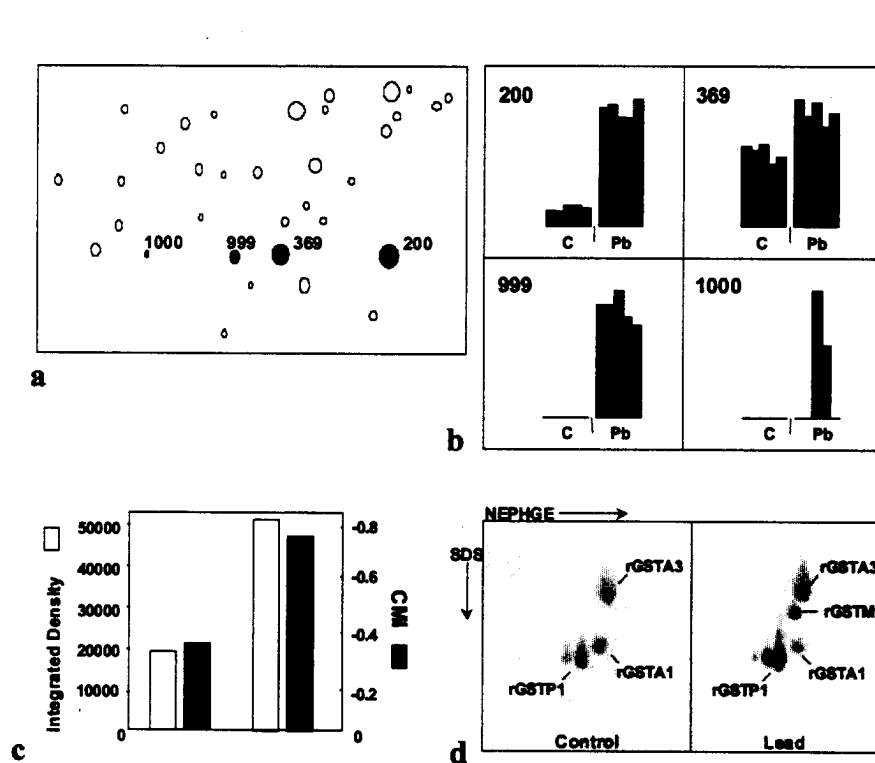 1000
999
369
200
a
200
C
Pb
369
C
Pb
999
C
Pb
1000
C
Pb
b
50000
40000
30000
20000
10000
0
Integrated Density
-0.8
-0.6
-0.4
-0.2
0
CMI
c
NEPHGE
SDS
rGSTA3
rGSTP1
rGSTA1
Control
rGSTA3
rGSTM
rGSTP1
rGSTA1
Lead
d